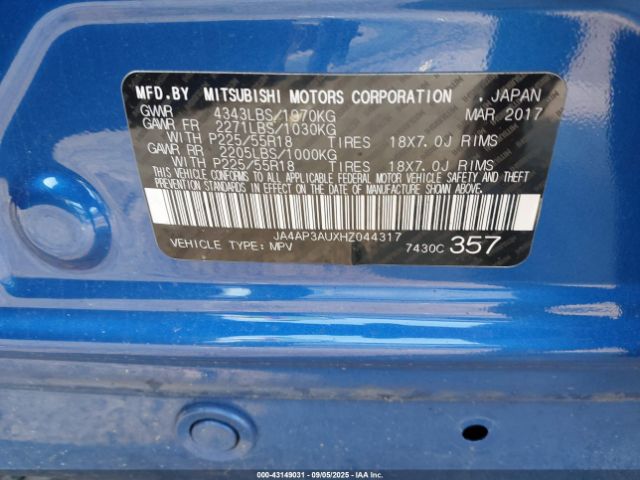 MFD.BY MITSUBISHI MOTORS CORPORATION , JAPAN
GVWR 4343LBS/1970KG MAR 2017
GAWR FR 2271LBS/1030KG
WITH P225/55R18 TIRES 18X7.0J RIMS
GAWR RR 2205LBS/1000KG
WITH P225/55R18 TIRES 18X7.0J RIMS
THIS VEHICLE CONFORMS TO ALL APPLICABLE FEDERAL MOTOR VEHICLE SAFETY AND THEFT
PREVENTION STANDARDS IN EFFECT ON THE DATE OF MANUFACTURE SHOWN ABOVE.
JA4AP3AUXHZ044317
VEHICLE TYPE: MPV 7430C 357
000-43149031 - 09/05/2025 - IAAI.COM